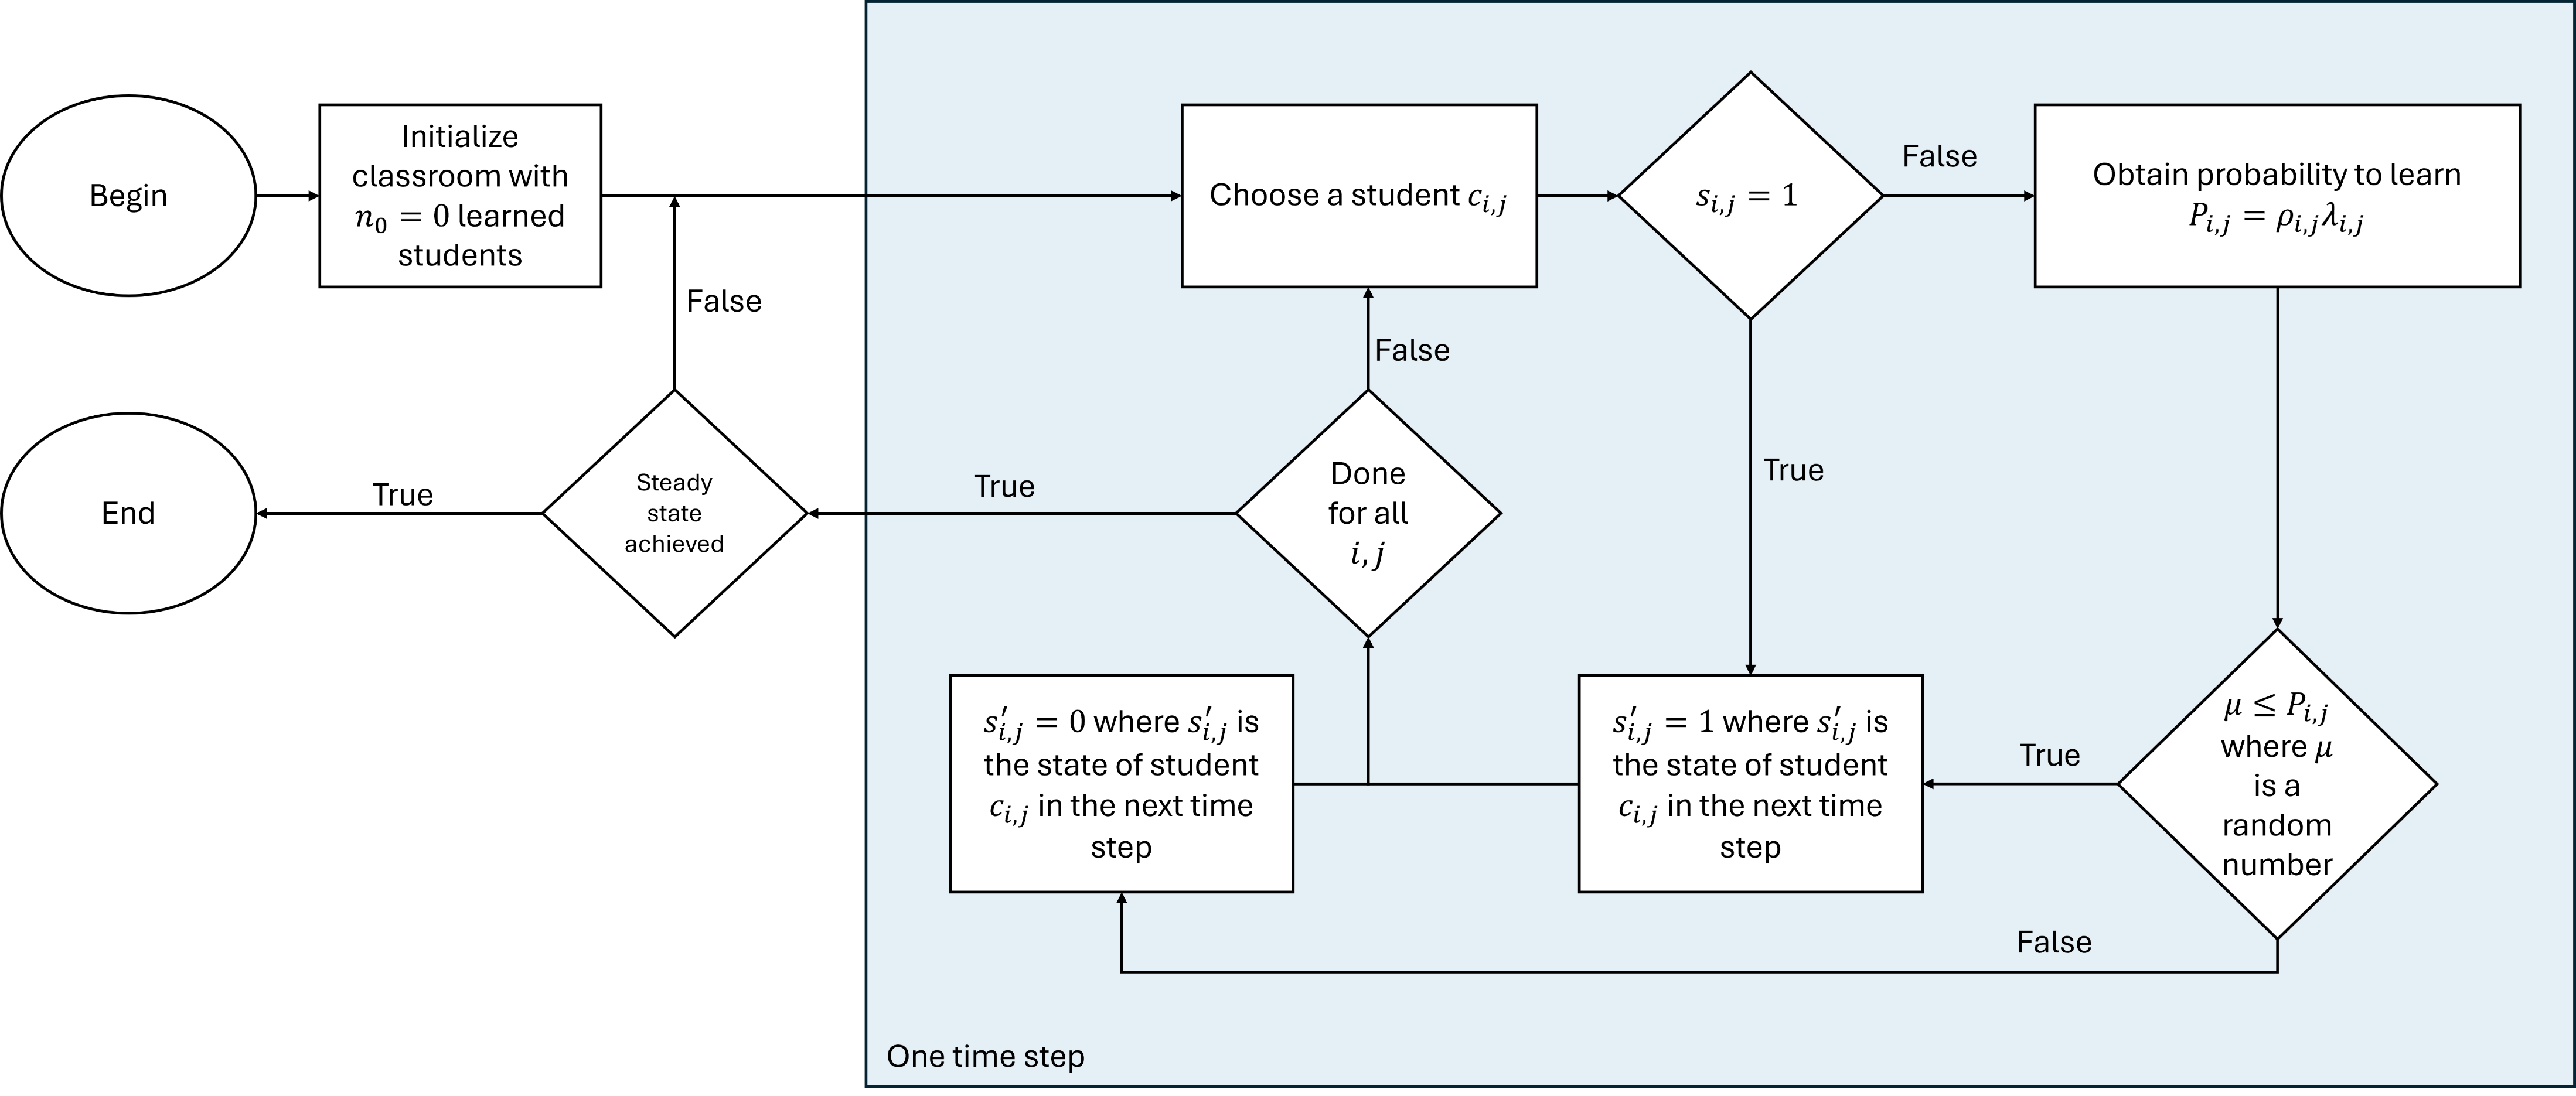 Begin
Initialize
classroom with
𝑛₀ = 0 learned
students
Choose a student 𝑐ᵢ,ⱼ
𝑠ᵢ,ⱼ = 1
False
Obtain probability to learn
𝑃ᵢ,ⱼ = 𝜌ᵢ,ⱼ𝜆ᵢ,ⱼ
False
False
True
End
True
Steady
state
achieved
True
Done
for all
𝑖, 𝑗
𝑠′ᵢ,ⱼ = 0 where 𝑠′ᵢ,ⱼ is
the state of student
𝑐ᵢ,ⱼ in the next time
step
𝑠′ᵢ,ⱼ = 1 where 𝑠′ᵢ,ⱼ is
the state of student
𝑐ᵢ,ⱼ in the next time
step
True
𝜇 ≤ 𝑃ᵢ,ⱼ
where 𝜇
is a
random
number
False
One time step